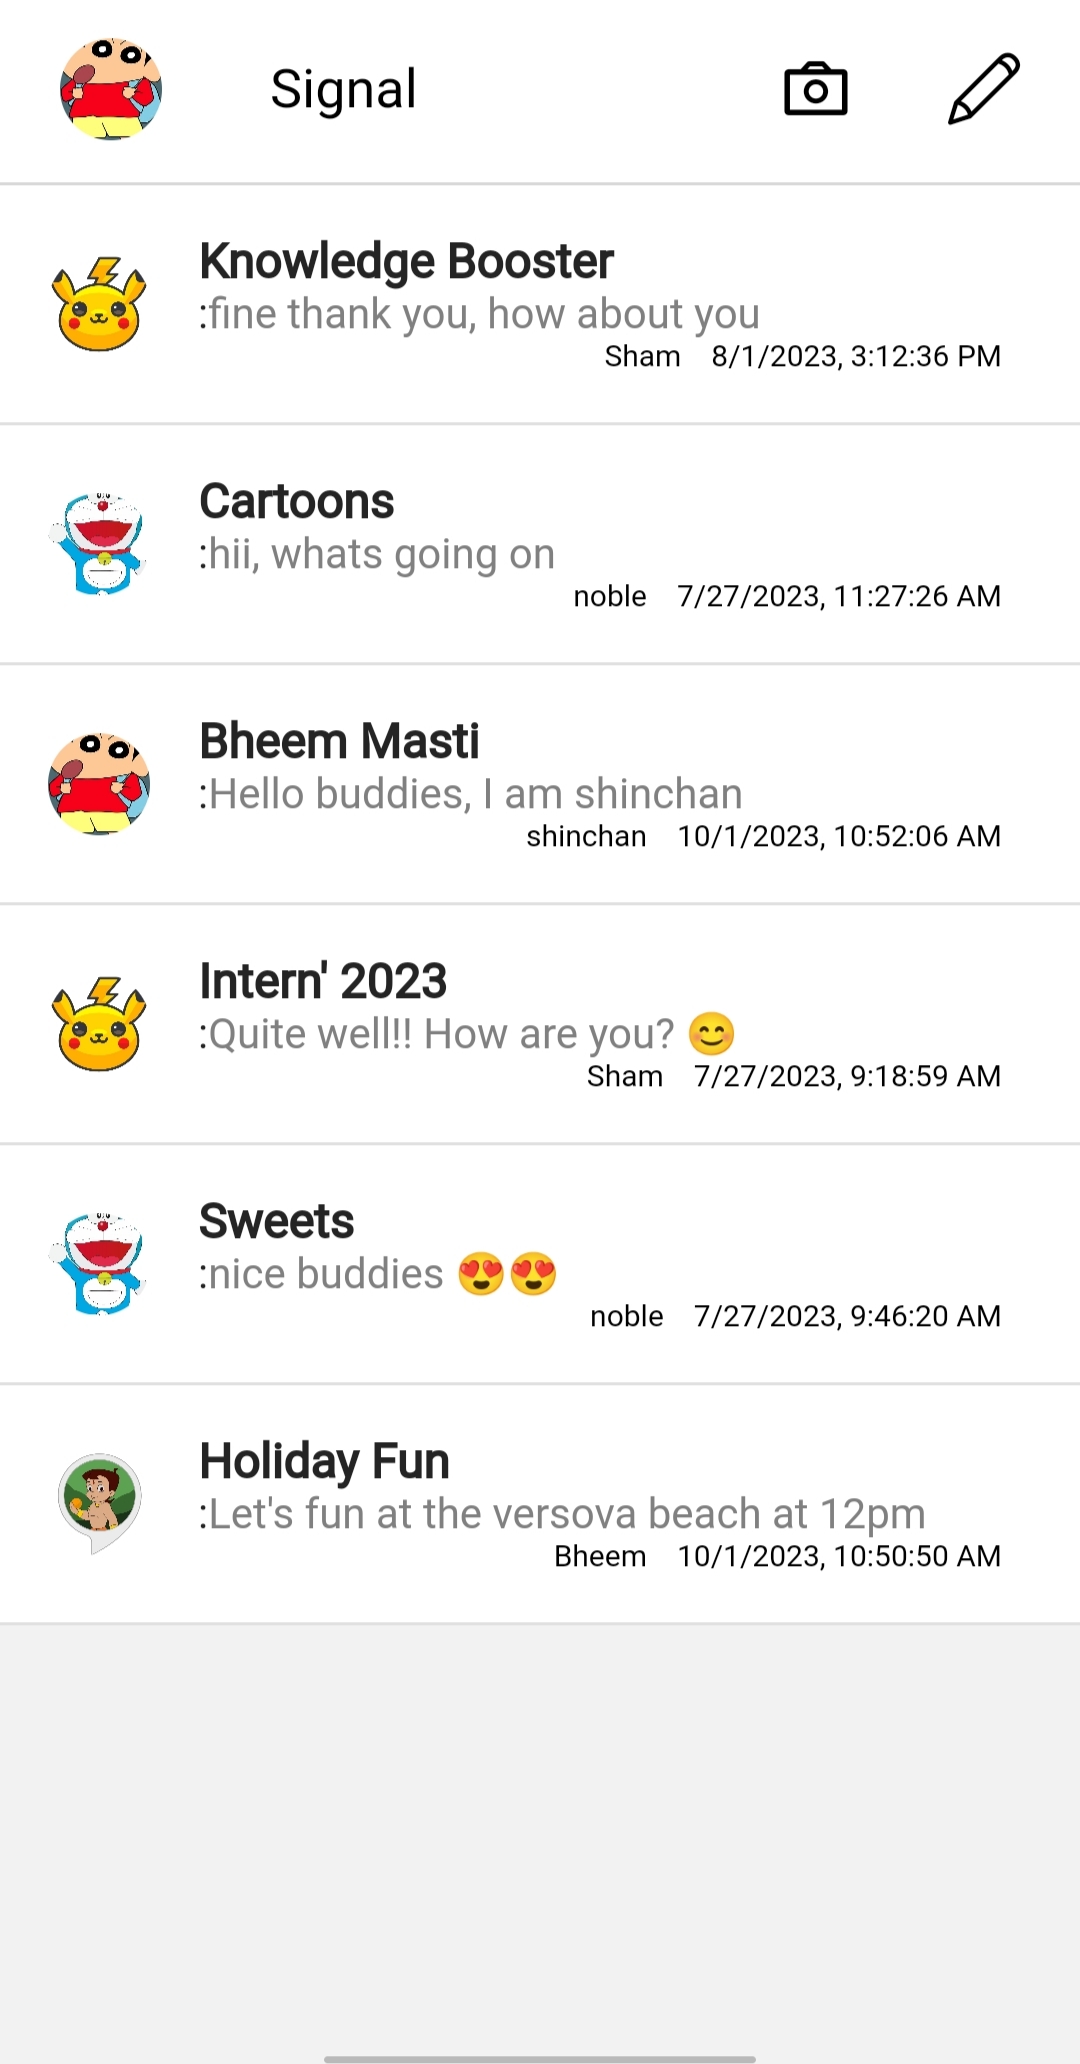 Signal
Knowledge Booster
:fine thank you, how about you
Sham 8/1/2023, 3:12:36 PM
Cartoons
:hii, whats going on
noble 7/27/2023, 11:27:26 AM
Bheem Masti
:Hello buddies, I am shinchan
shinchan 10/1/2023, 10:52:06 AM
Intern' 2023
:Quite well!! How are you? 😊
Sham 7/27/2023, 9:18:59 AM
Sweets
:nice buddies 😍😍
noble 7/27/2023, 9:46:20 AM
Holiday Fun
:Let's fun at the versova beach at 12pm
Bheem 10/1/2023, 10:50:50 AM